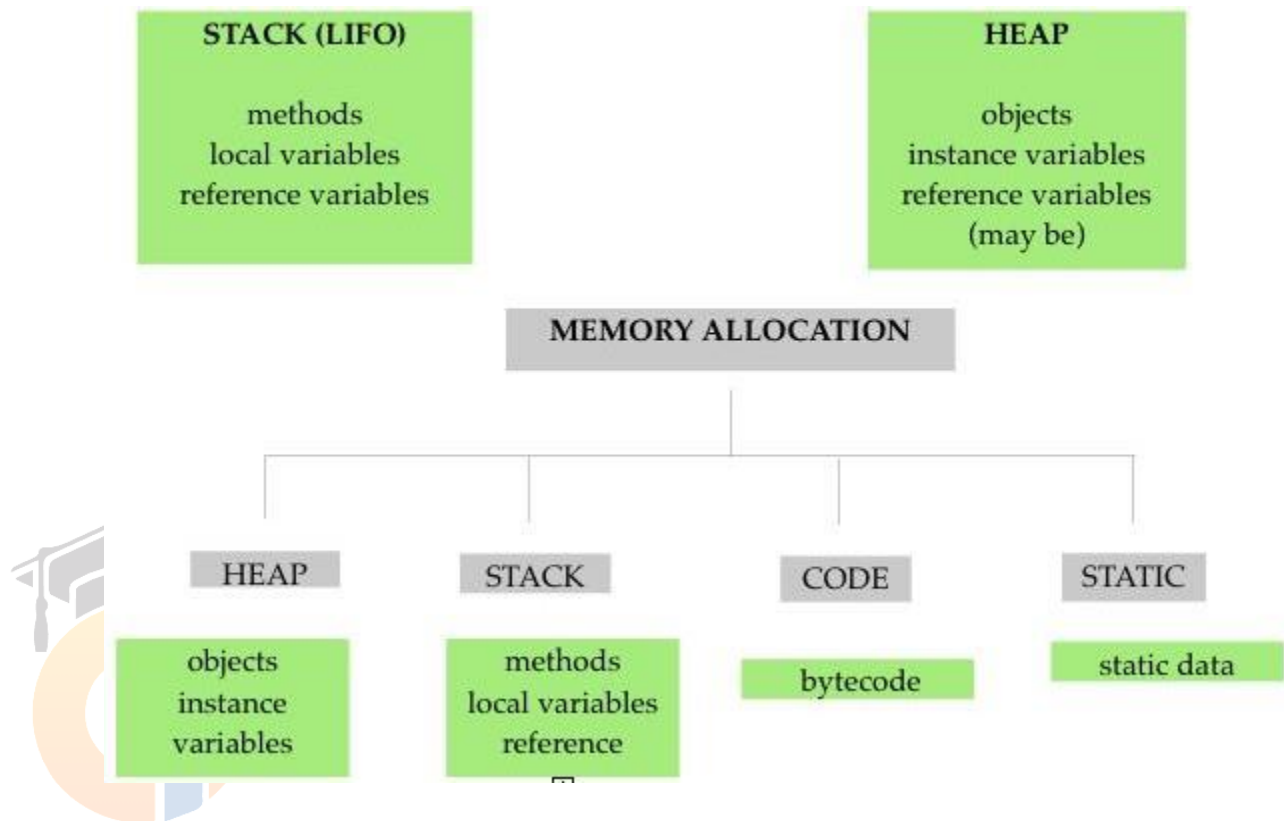 STACK (LIFO)
methods
local variables
reference variables
HEAP
objects
instance variables
reference variables
(may be)
MEMORY ALLOCATION
HEAP
STACK
CODE
STATIC
objects
instance
variables
methods
local variables
reference
bytecode
static data